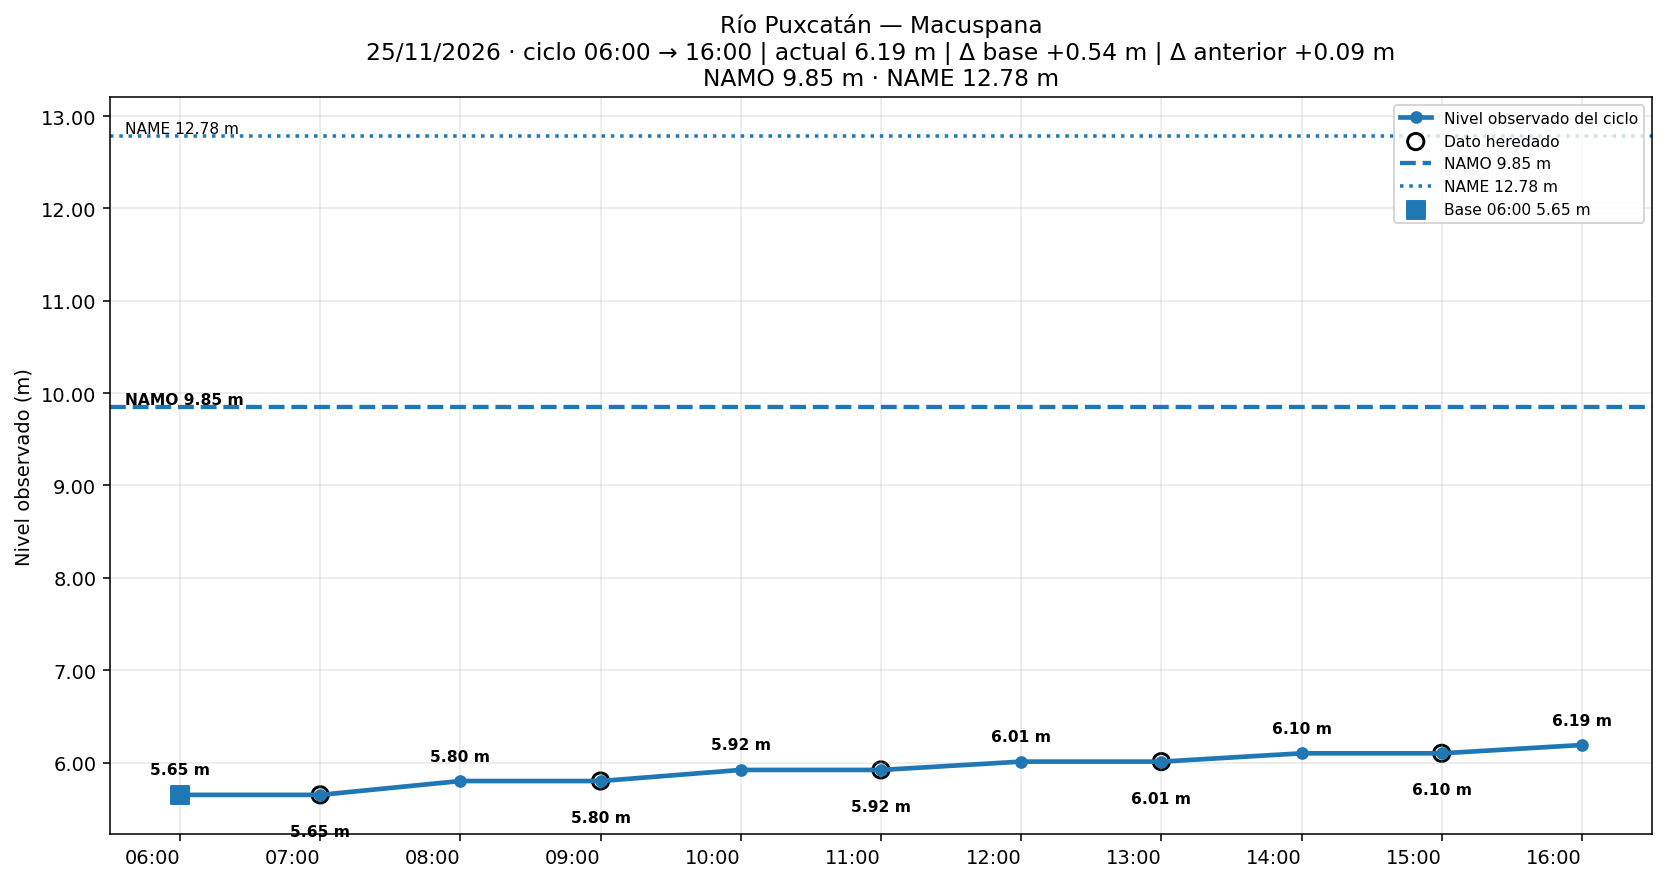 Río Puxcatán — Macuspana
25/11/2026 · ciclo 06:00 → 16:00 | actual 6.19 m | Δ base +0.54 m | Δ anterior +0.09 m
NAMO 9.85 m · NAME 12.78 m
Nivel observado (m)
13.00
12.00
11.00
10.00
9.00
8.00
7.00
6.00
NAME 12.78 m
NAMO 9.85 m
Nivel observado del ciclo
Dato heredado
NAMO 9.85 m
NAME 12.78 m
Base 06:00 5.65 m
5.65 m
5.65 m
5.80 m
5.80 m
5.92 m
5.92 m
6.01 m
6.01 m
6.10 m
6.10 m
6.19 m
06:00
07:00
08:00
09:00
10:00
11:00
12:00
13:00
14:00
15:00
16:00